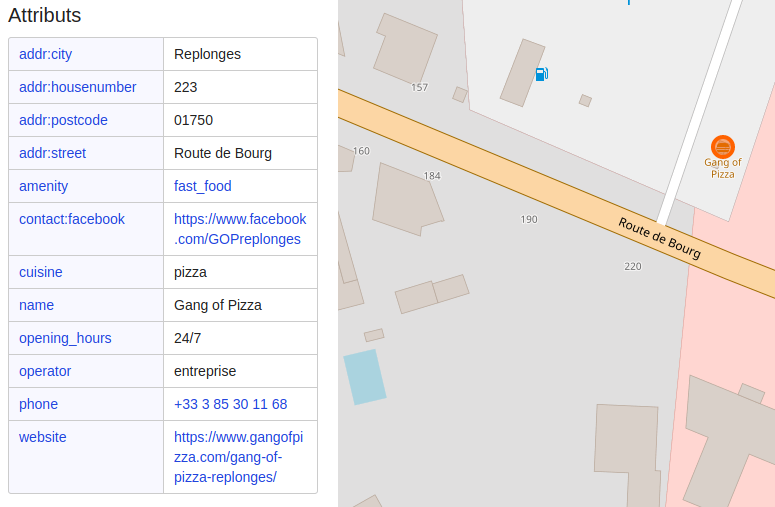 Attributs
addr:city Replonges
addr:housenumber 223
addr:postcode 01750
addr:street Route de Bourg
amenity fast_food
contact:facebook https://www.facebook
.com/GOPreplonges
cuisine pizza
name Gang of Pizza
opening_hours 24/7
operator entreprise
phone +33 3 85 30 11 68
website https://www.gangofpi
zza.com/gang-of-
pizza-replonges/
157
160
184
190
Gang of
Pizza
Route de Bourg
220